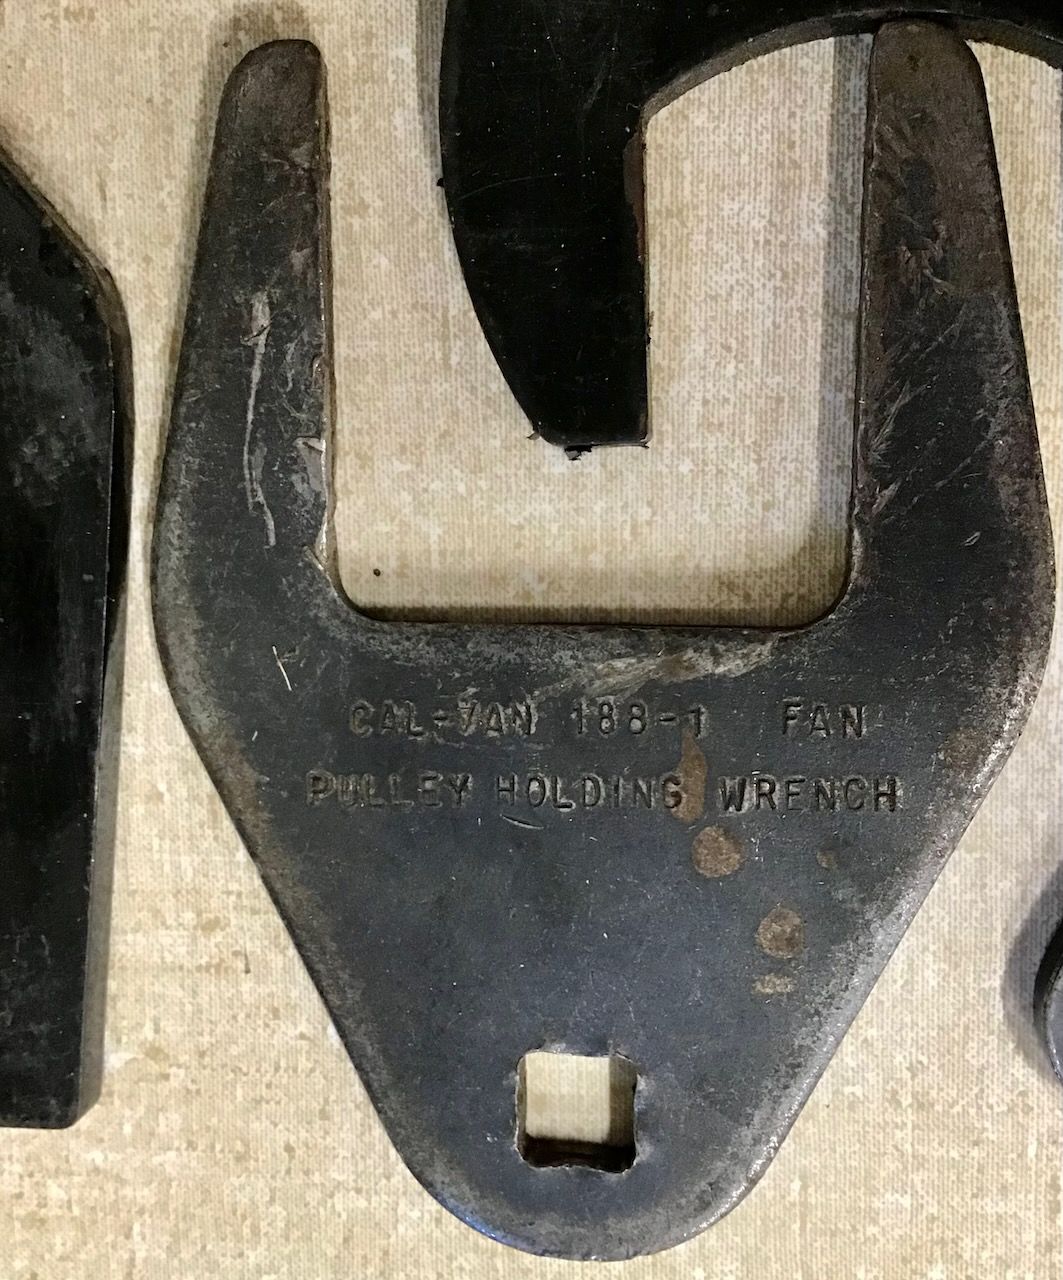 CAL-VAN 188-1 FAN
PULLEY HOLDING WRENCH